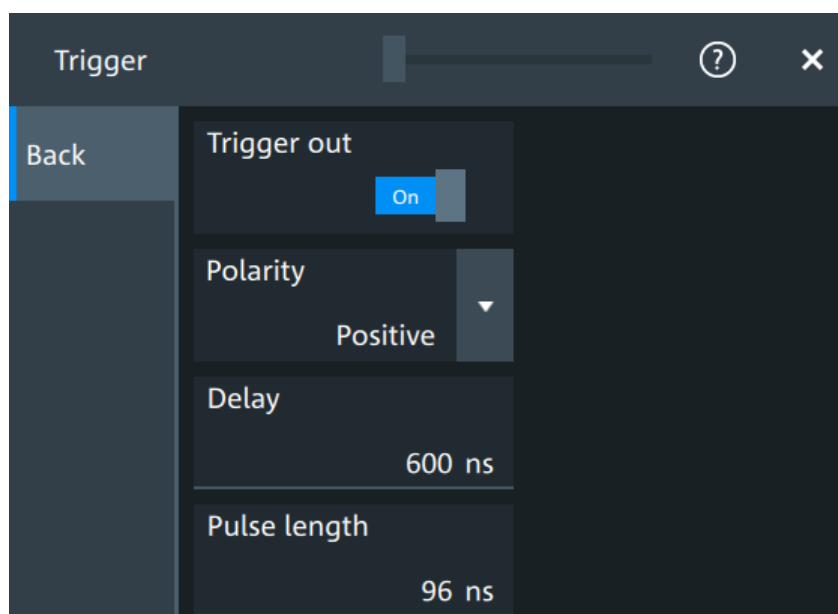 Trigger
?
Back
Trigger out
On
Polarity
Positive
Delay
600 ns
Pulse length
96 ns